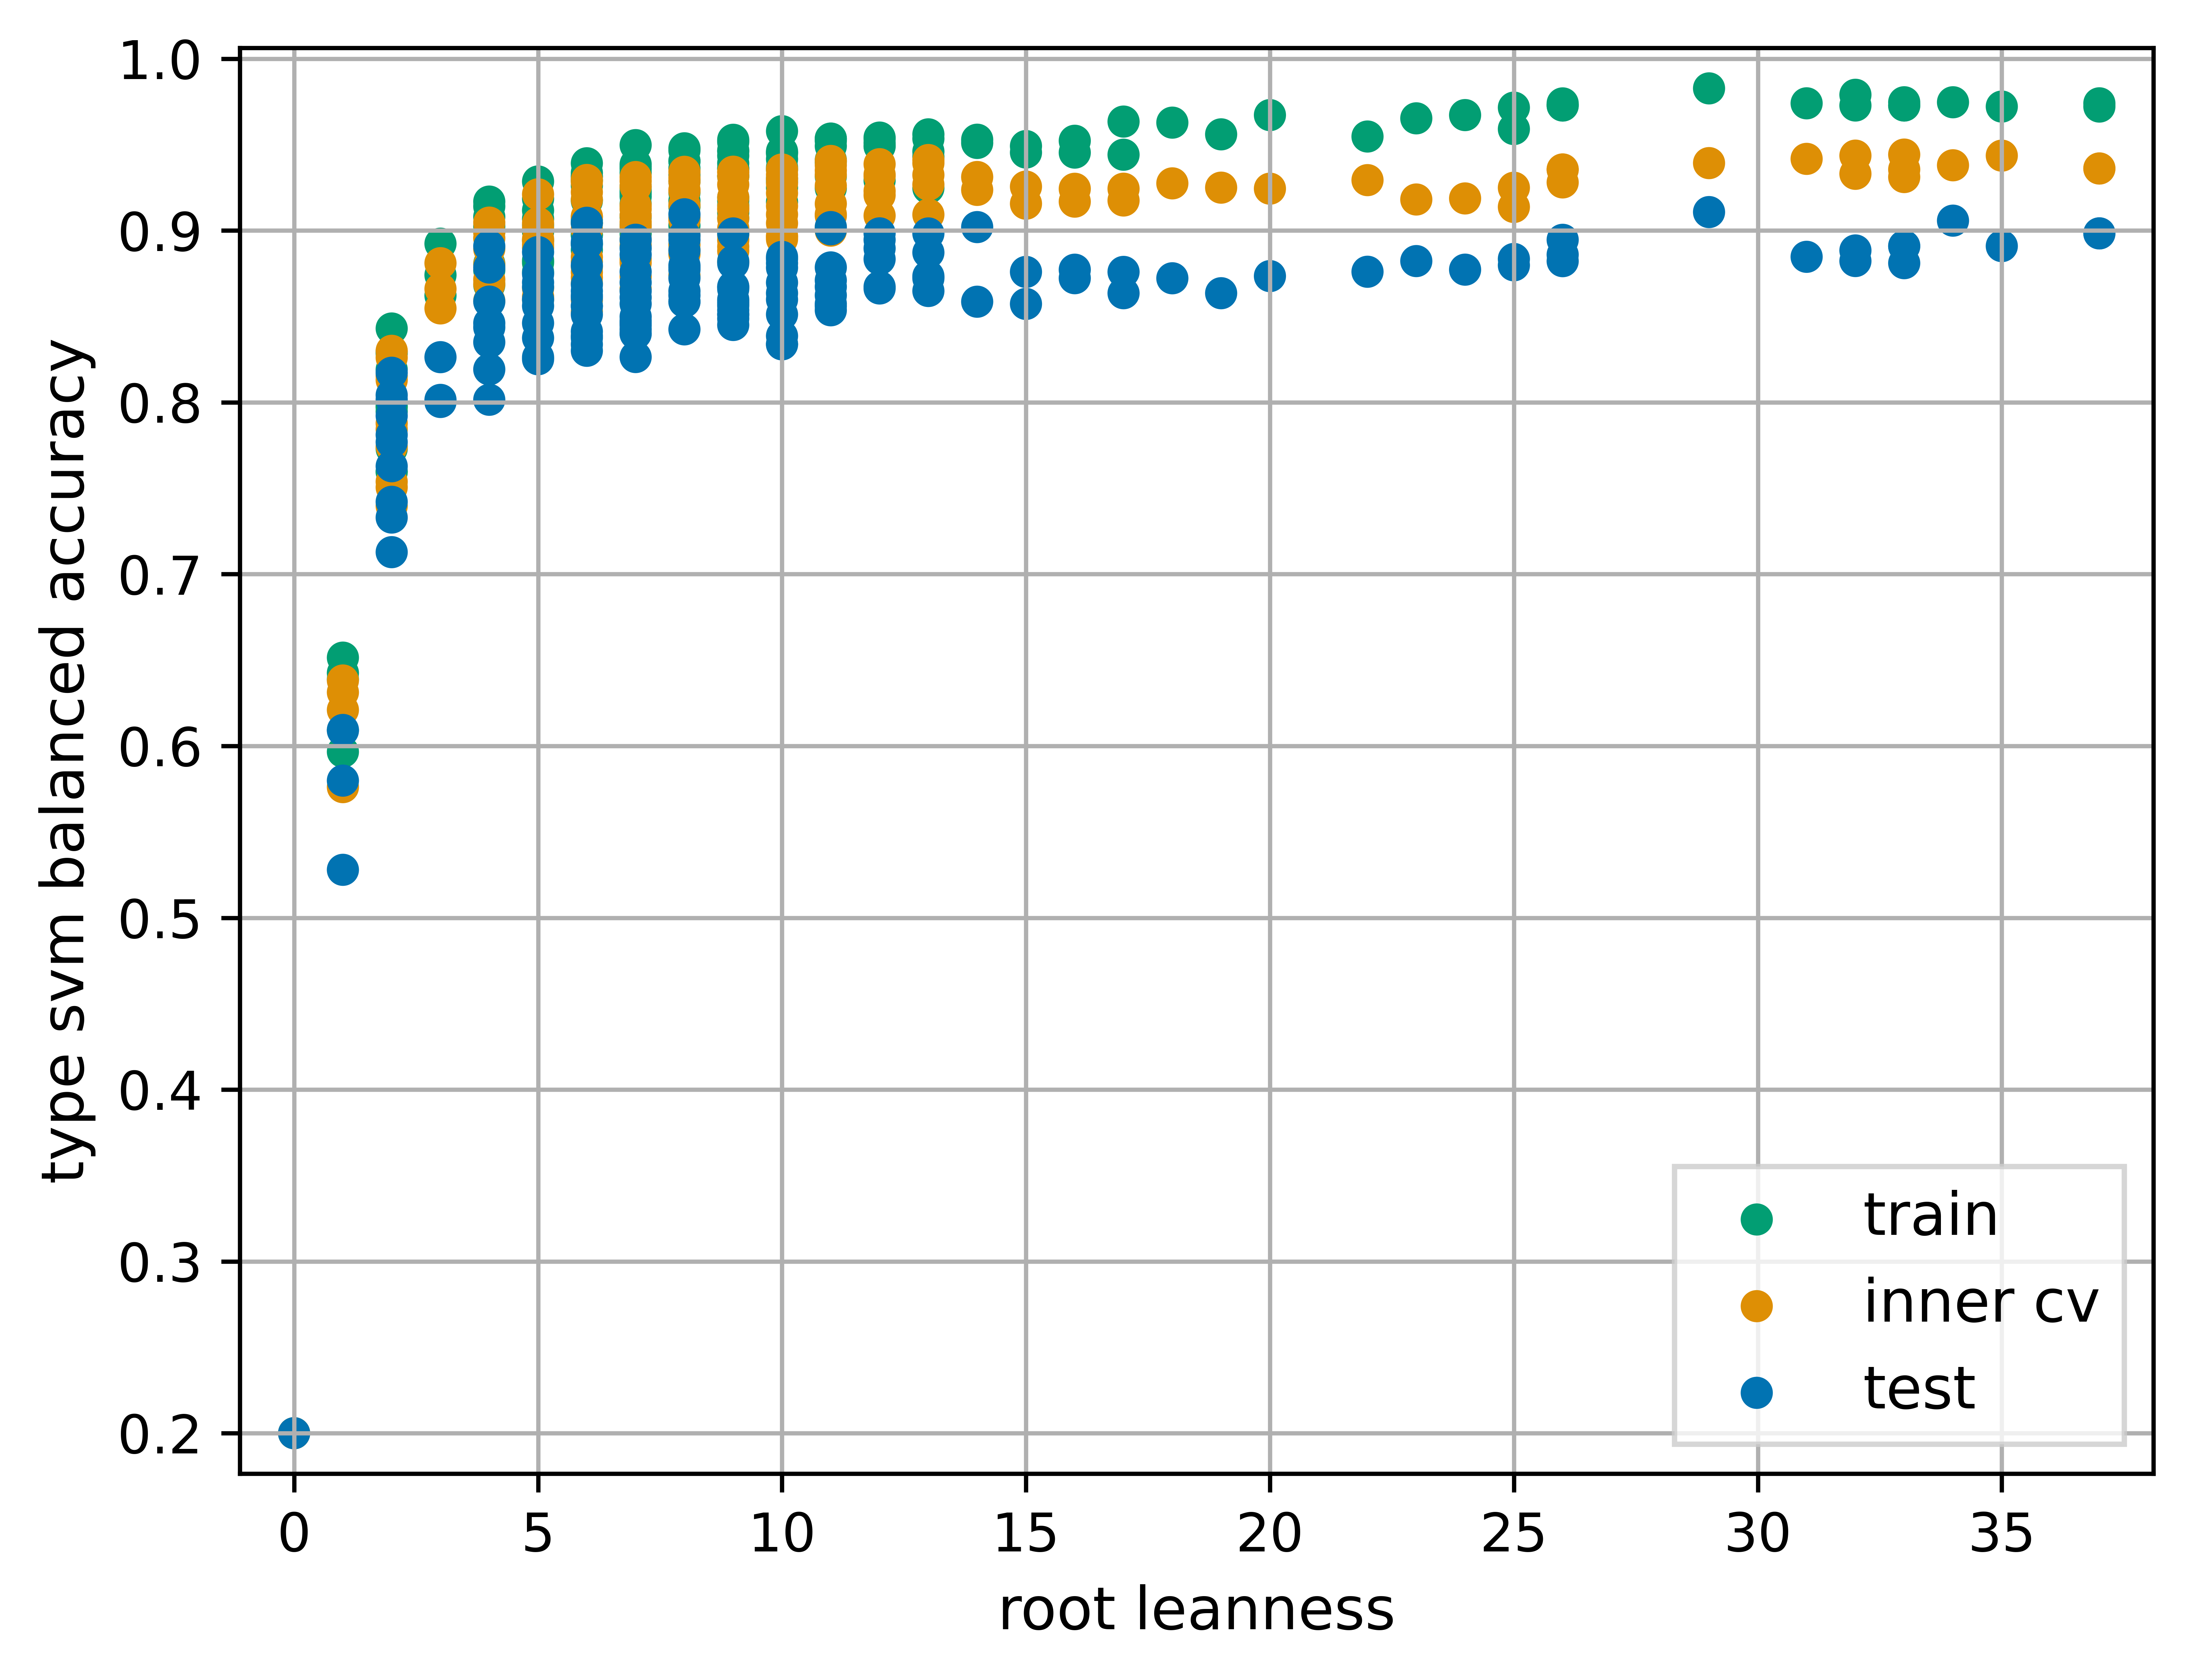 1.0
0.9
0.8
0.7
0.6
0.5
0.4
0.3
0.2
type svm balanced accuracy
train
inner cv
test
0 5 10 15 20 25 30 35
root leanness